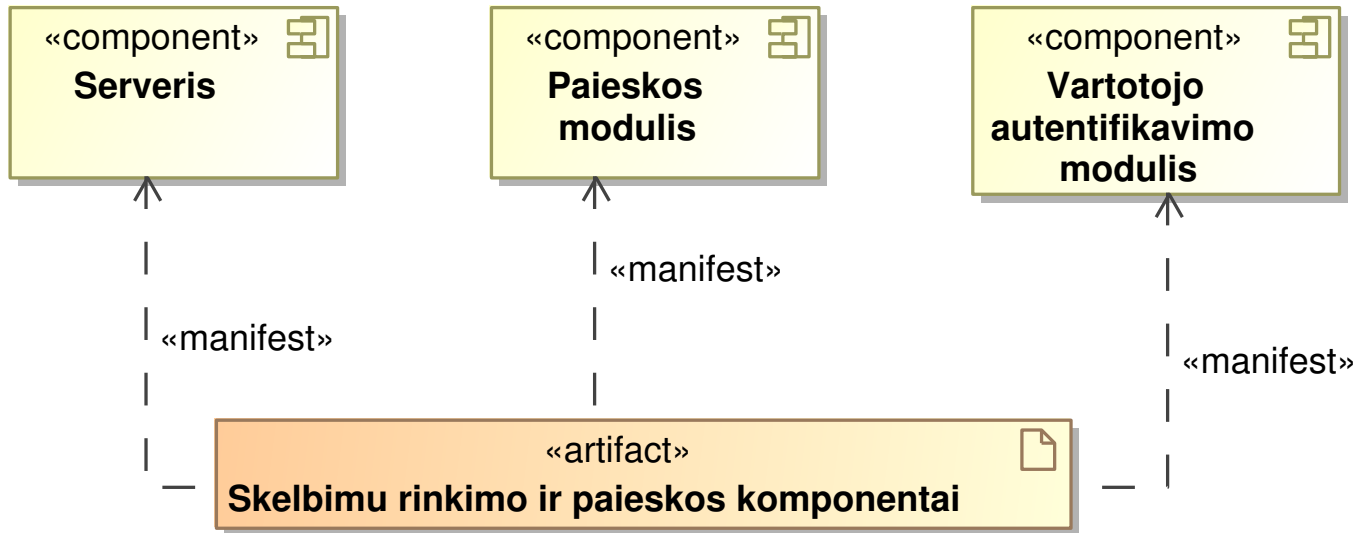 «component»
Serveris
«component»
Paieskos
modulis
«component»
Vartotojo
autentifikavimo
modulis
«manifest»
«manifest»
«manifest»
«artifact»
Skelbimu rinkimo ir paieskos komponentai